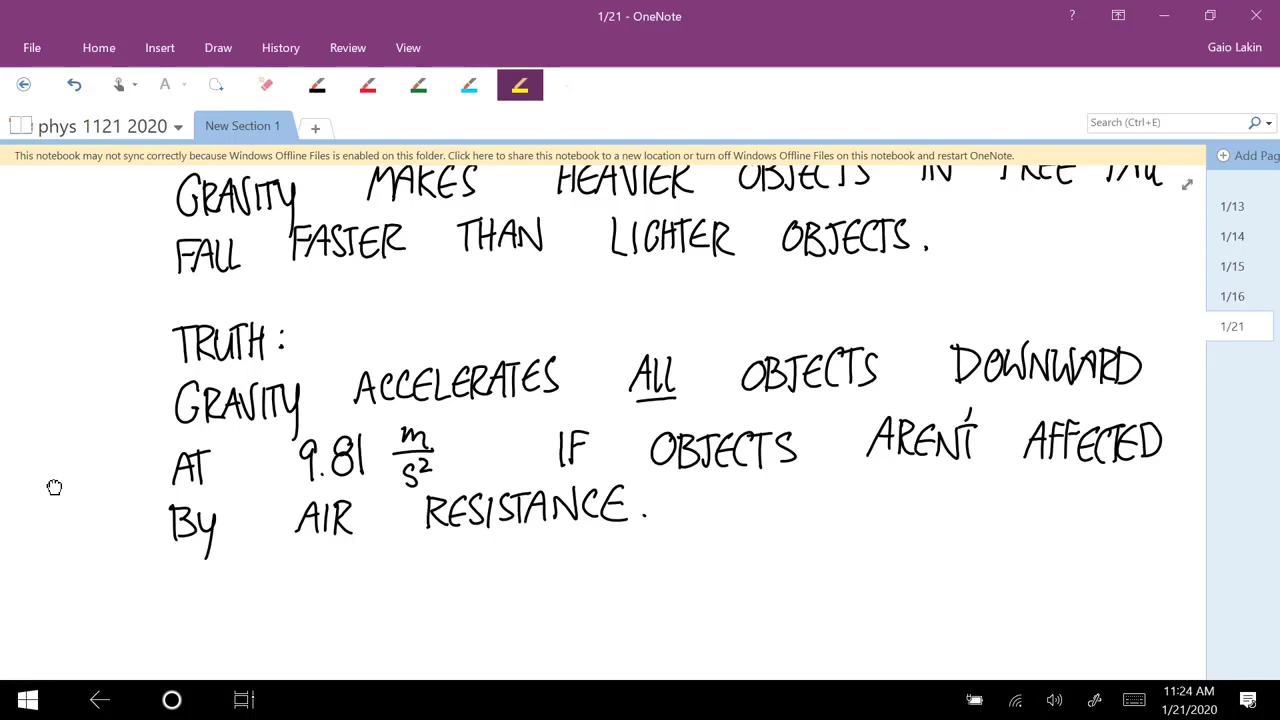 1/21 - OneNote
?
File Home Insert Draw History Review View Gaio Lakin
A
phys 1121 2020 New Section 1 + Search (Ctrl+E)
This notebook may not sync correctly because Windows Offline Files is enabled on this folder. Click here to share this notebook to a new location or turn off Windows Offline Files on this notebook and restart OneNote.
Add Pag
1/13
1/14
1/15
1/16
1/21
GRAVITY MAKES HEAVIER OBJECTS IN FREE FALL
FALL FASTER THAN LIGHTER OBJECTS.
TRUTH:
GRAVITY ACCELERATES ALL OBJECTS DOWNWARD
AT 9.81 m/s² IF OBJECTS AREN'T AFFECTED
BY AIR RESISTANCE.
11:24 AM
1/21/2020